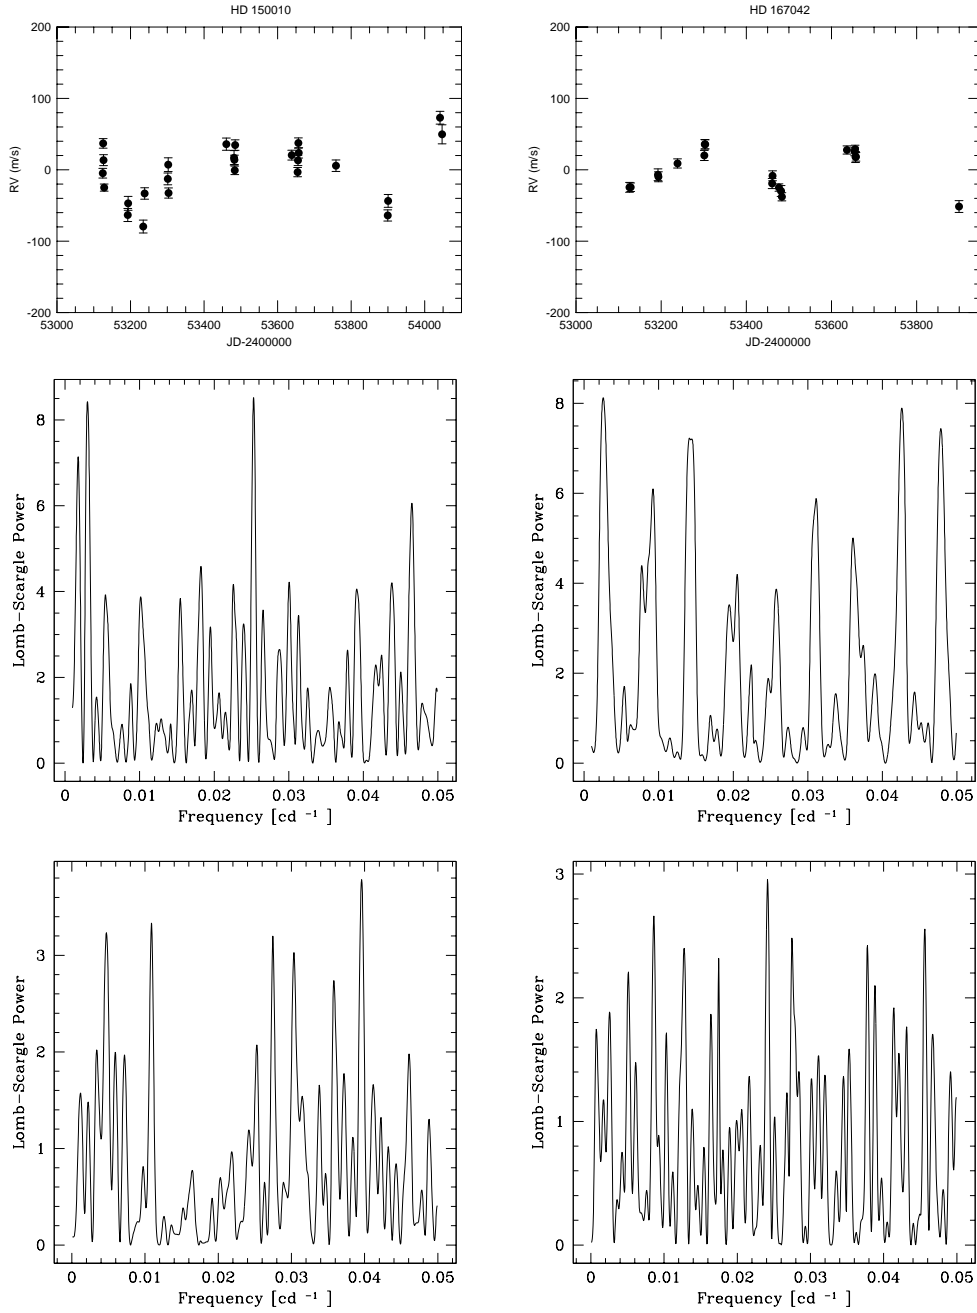 HD 150010
200
100
0
-100
-200
RV (m/s)
53000 53200 53400 53600 53800 54000
JD-2400000
HD 167042
200
100
0
-100
-200
RV (m/s)
53000 53200 53400 53600 53800
JD-2400000
8
6
4
2
0
Lomb-Scargle Power
0 0.01 0.02 0.03 0.04 0.05
Frequency [cd ⁻¹ ]
8
6
4
2
0
Lomb-Scargle Power
0 0.01 0.02 0.03 0.04 0.05
Frequency [cd ⁻¹ ]
3
2
1
0
Lomb-Scargle Power
0 0.01 0.02 0.03 0.04 0.05
Frequency [cd ⁻¹ ]
3
2
1
0
Lomb-Scargle Power
0 0.01 0.02 0.03 0.04 0.05
Frequency [cd ⁻¹ ]